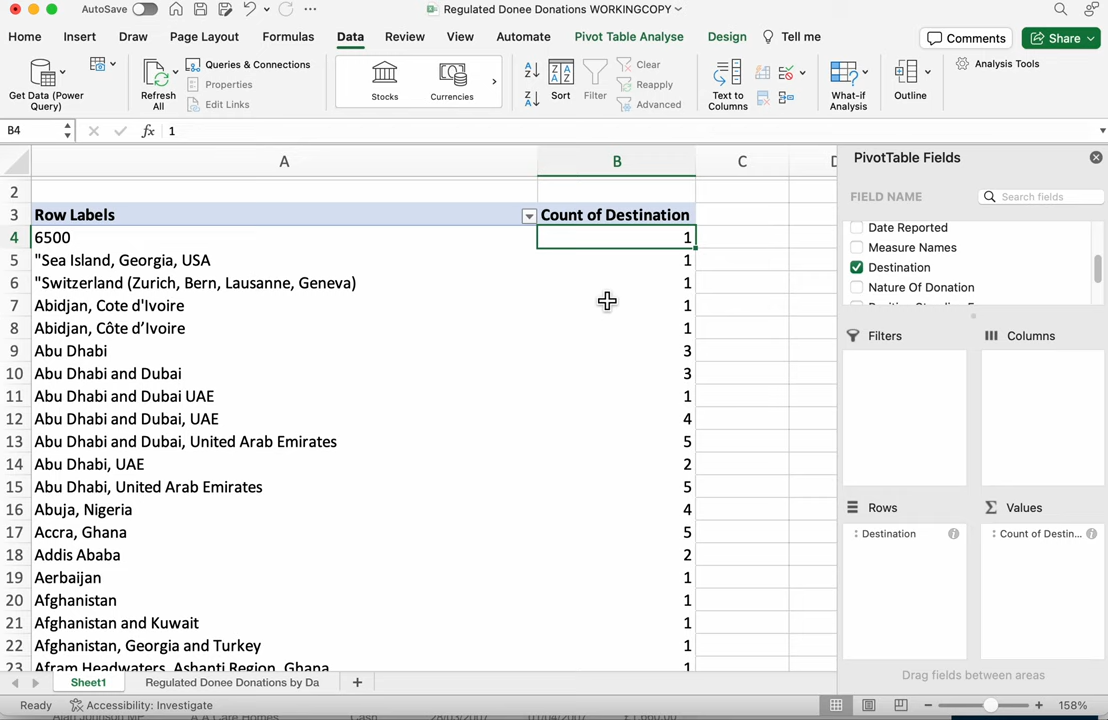 AutoSave
Regulated Donee Donations WORKINGCOPY
Home Insert Draw Page Layout Formulas Data Review View Automate Pivot Table Analyse Design Tell me Comments Share
Get Data (Power Query)
Refresh All
Queries & Connections
Properties
Edit Links
Stocks
Currencies
Sort
Filter
Clear
Reapply
Advanced
Text to Columns
What-if Analysis
Outline
Analysis Tools
B4 fx 1
A B C D
2
3 Row Labels Count of Destination
4 6500 1
5 "Sea Island, Georgia, USA 1
6 "Switzerland (Zurich, Bern, Lausanne, Geneva) 1
7 Abidjan, Cote d'Ivoire 1
8 Abidjan, Côte d’Ivoire 1
9 Abu Dhabi 3
10 Abu Dhabi and Dubai 3
11 Abu Dhabi and Dubai UAE 1
12 Abu Dhabi and Dubai, UAE 4
13 Abu Dhabi and Dubai, United Arab Emirates 5
14 Abu Dhabi, UAE 2
15 Abu Dhabi, United Arab Emirates 5
16 Abuja, Nigeria 4
17 Accra, Ghana 5
18 Addis Ababa 2
19 Aerbaijan 1
20 Afghanistan 1
21 Afghanistan and Kuwait 1
22 Afghanistan, Georgia and Turkey 1
23 Afram Headwaters, Ashanti Region, Ghana 1
PivotTable Fields
FIELD NAME
Search fields
Date Reported
Measure Names
Destination
Nature Of Donation
Filters
Columns
Rows
Values
Destination
Count of Destin...
Drag fields between areas
Sheet1 Regulated Donee Donations by Da
Ready Accessibility: Investigate 158%